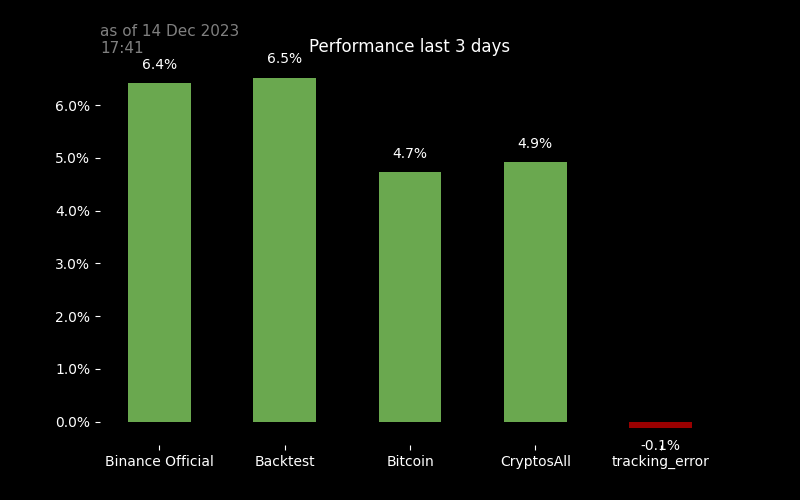 as of 14 Dec 2023
17:41
Performance last 3 days
6.4%
6.5%
4.7%
4.9%
-0.1%
6.0%
5.0%
4.0%
3.0%
2.0%
1.0%
0.0%
Binance Official
Backtest
Bitcoin
CryptosAll
tracking_error